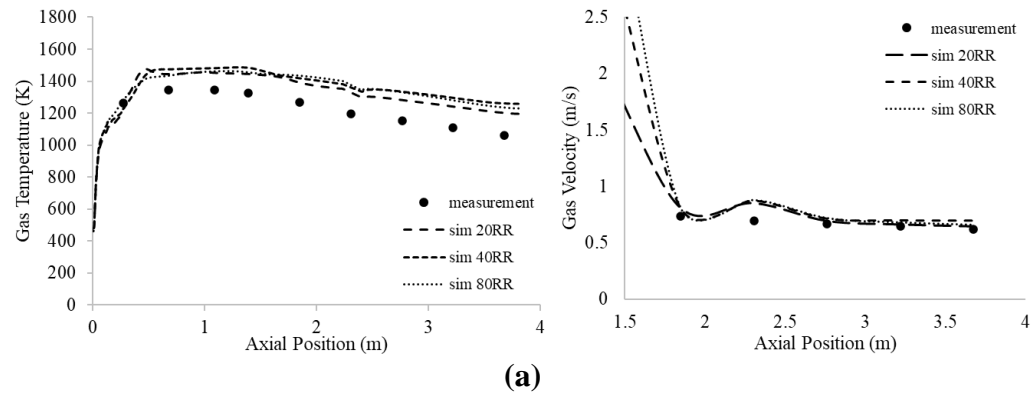 1800
1600
1400
1200
1000
800
600
400
200
0
Gas Temperature (K)
measurement
sim 20RR
sim 40RR
sim 80RR
0 1 2 3 4
Axial Position (m)
2.5
2
1.5
1
0.5
0
Gas Velocity (m/s)
measurement
sim 20RR
sim 40RR
sim 80RR
1.5 2 2.5 3 3.5 4
Axial Position (m)
(a)